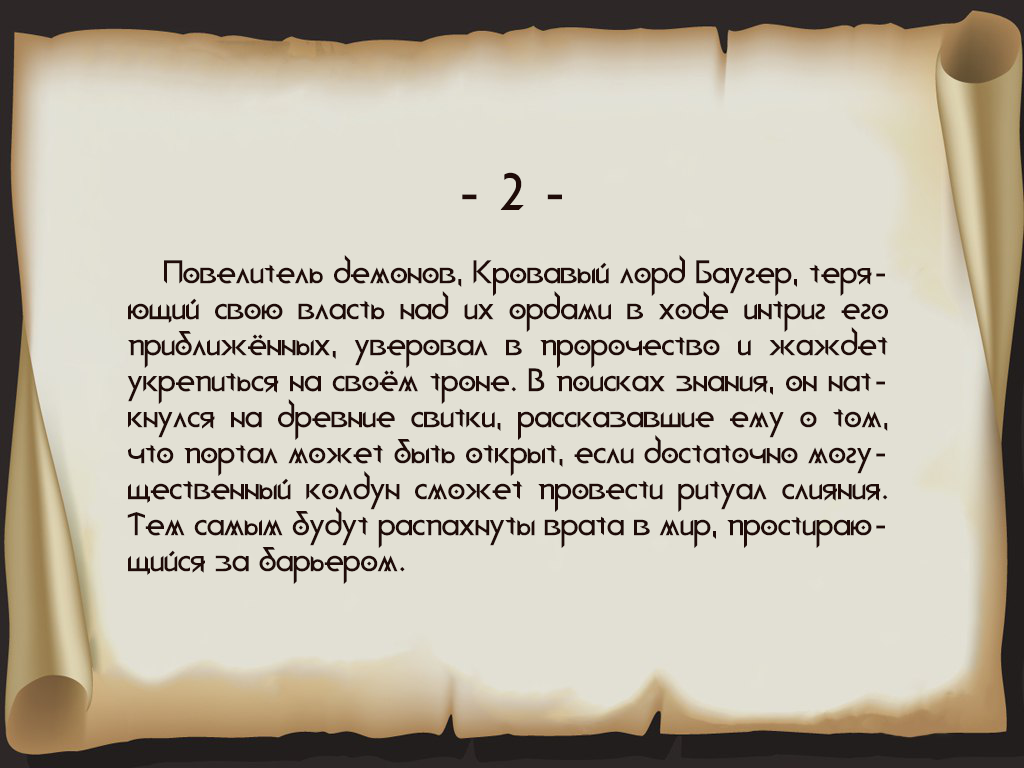 - 2 -
Повелитель демонов, Кровавый лорд Баугер, теря-
ющий свою власть над их ордами в ходе интриг его
приближённых, уверовал в пророчество и жаждет
укрепиться на своём троне. В поисках знания, он нат-
кнулся на древние свитки, рассказавшие ему о том,
что портал может быть открыт, если достаточно могу-
щественный колдун сможет провести ритуал слияния.
Тем самым будут распахнуты врата в мир, простираю-
щийся за барьером.